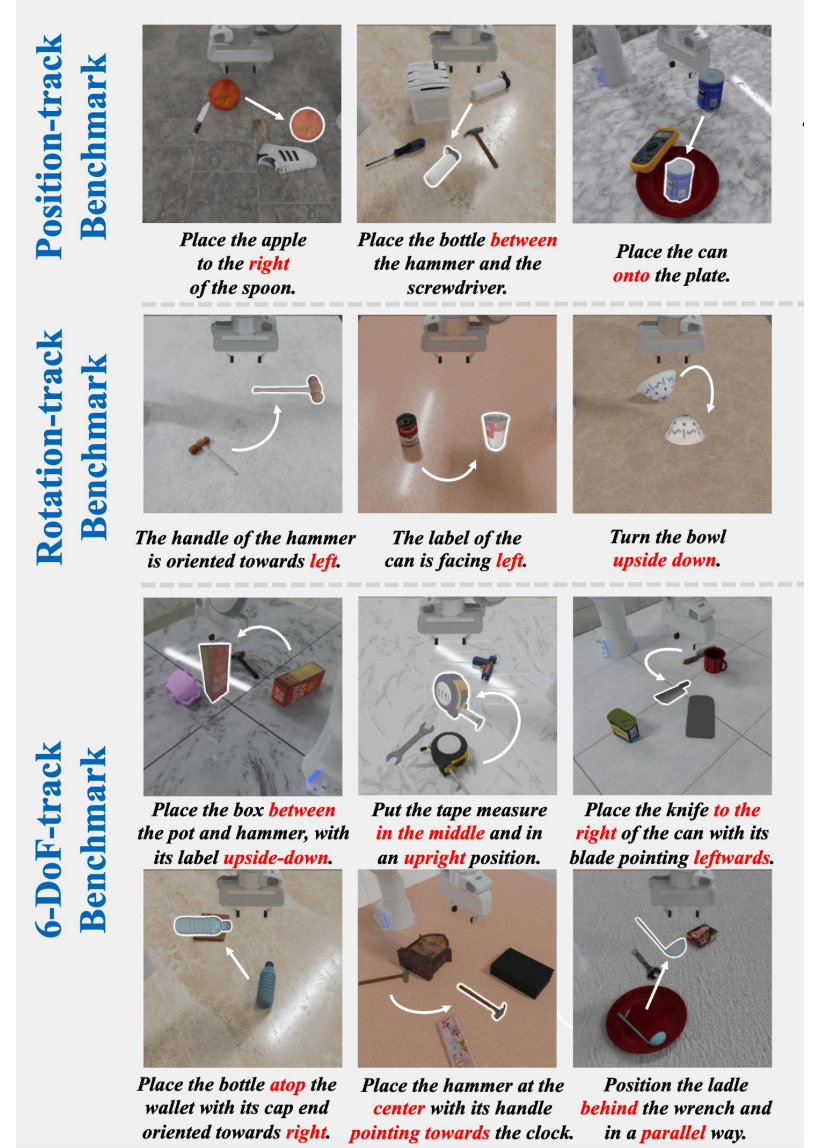 Position-track
Benchmark
Place the apple
to the right
of the spoon.
Place the bottle between
the hammer and the
screwdriver.
Place the can
onto the plate.
Rotation-track
Benchmark
The handle of the hammer
is oriented towards left.
The label of the
can is facing left.
Turn the bowl
upside down.
6-DoF-track
Benchmark
Place the box between
the pot and hammer, with
its label upside-down.
Put the tape measure
in the middle and in
an upright position.
Place the knife to the
right of the can with its
blade pointing leftwards.
Place the bottle atop the
wallet with its cap end
oriented towards right.
Place the hammer at the
center with its handle
pointing towards the clock.
Position the ladle
behind the wrench and
in a parallel way.